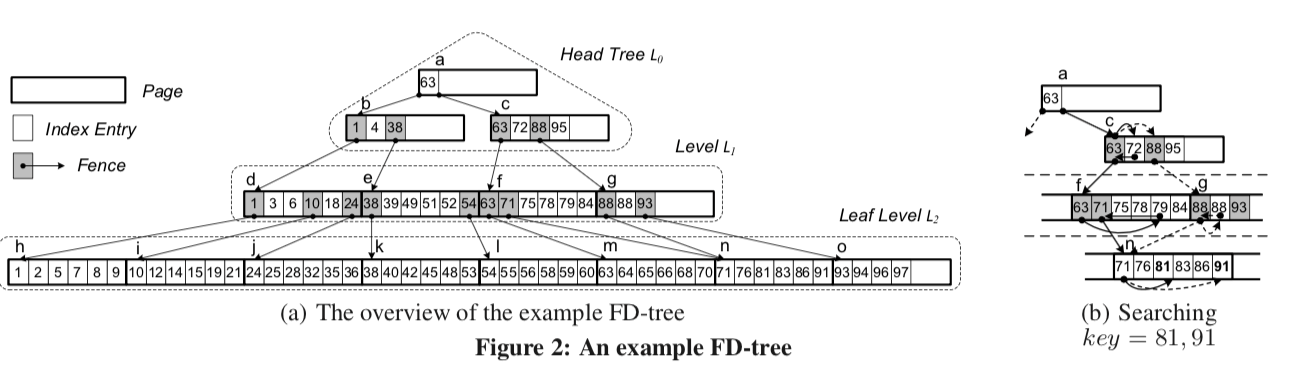 Head Tree L0
a
63
Page
b
c
1 4 38
63 72 88 95
Index Entry
Fence
Level L1
d
e
f
g
1 3 6 10 18 24 38 39 49 51 52 54 63 71 75 78 79 84 88 88 93
Leaf Level L2
h
i
j
k
l
m
n
o
1 2 5 7 8 9 10 12 14 15 19 21 24 25 28 32 35 36 38 40 42 45 48 53 54 55 56 58 59 60 63 64 65 66 68 70 71 76 81 83 86 91 93 94 96 97
(a) The overview of the example FD-tree
a
63
c
63 72 88 95
f
g
63 71 75 78 79 84 88 88 93
n
71 76 81 83 86 91
(b) Searching
key = 81, 91
Figure 2: An example FD-tree